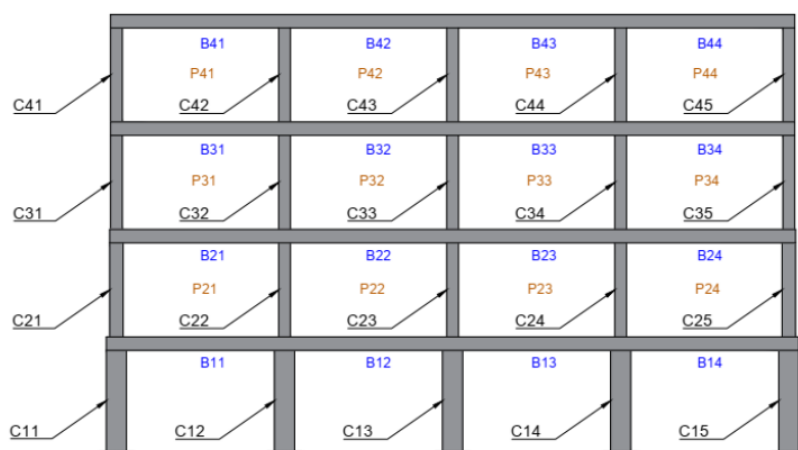 B41 B42 B43 B44
P41 P42 P43 P44
C41 C42 C43 C44 C45
B31 B32 B33 B34
P31 P32 P33 P34
C31 C32 C33 C34 C35
B21 B22 B23 B24
P21 P22 P23 P24
C21 C22 C23 C24 C25
B11 B12 B13 B14
C11 C12 C13 C14 C15